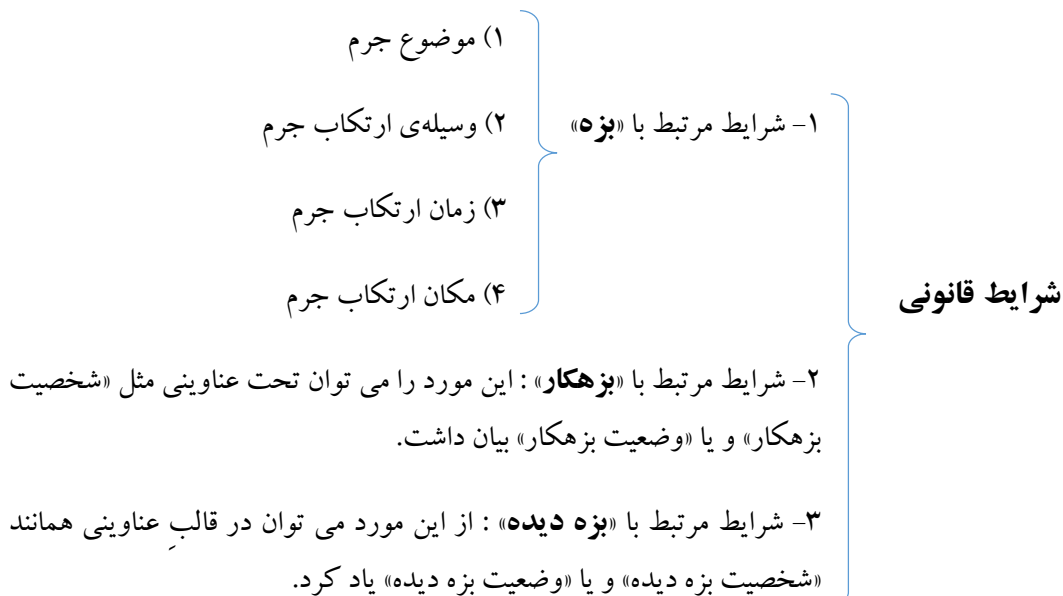 شرایط قانونی
۱- شرایط مرتبط با «بزه»
۱) موضوع جرم
۲) وسیله‌ی ارتکاب جرم
۳) زمان ارتکاب جرم
۴) مکان ارتکاب جرم
۲- شرایط مرتبط با «بزهکار» : این مورد را می توان تحت عناوینی مثل «شخصیت
بزهکار» و یا «وضعیت بزهکار» بیان داشت.
۳- شرایط مرتبط با «بزه دیده» : از این مورد می توان در قالبِ عناوینی همانند
«شخصیت بزه دیده» و یا «وضعیت بزه دیده» یاد کرد.